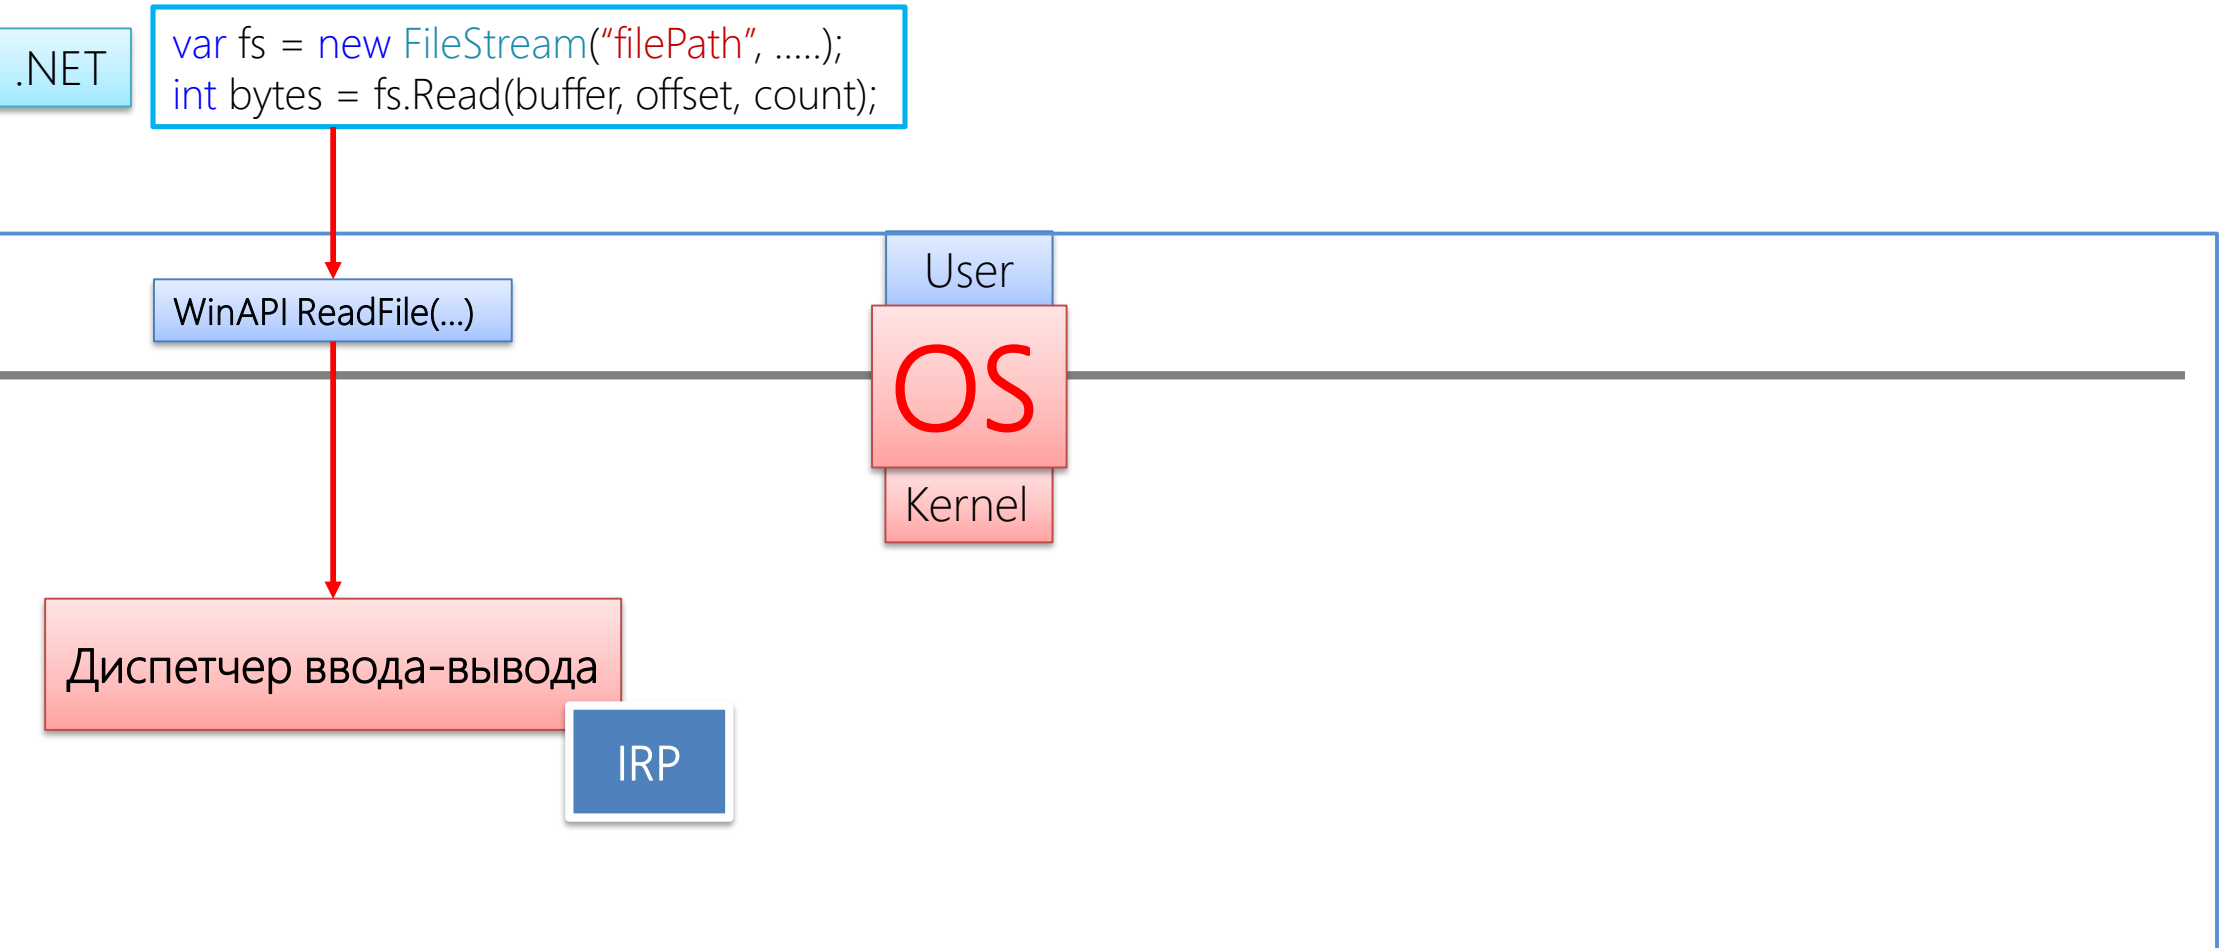 .NET
var fs = new FileStream(“filePath”, .....);
int bytes = fs.Read(buffer, offset, count);
User
WinAPI ReadFile(...)
OS
Kernel
Диспетчер ввода-вывода
IRP